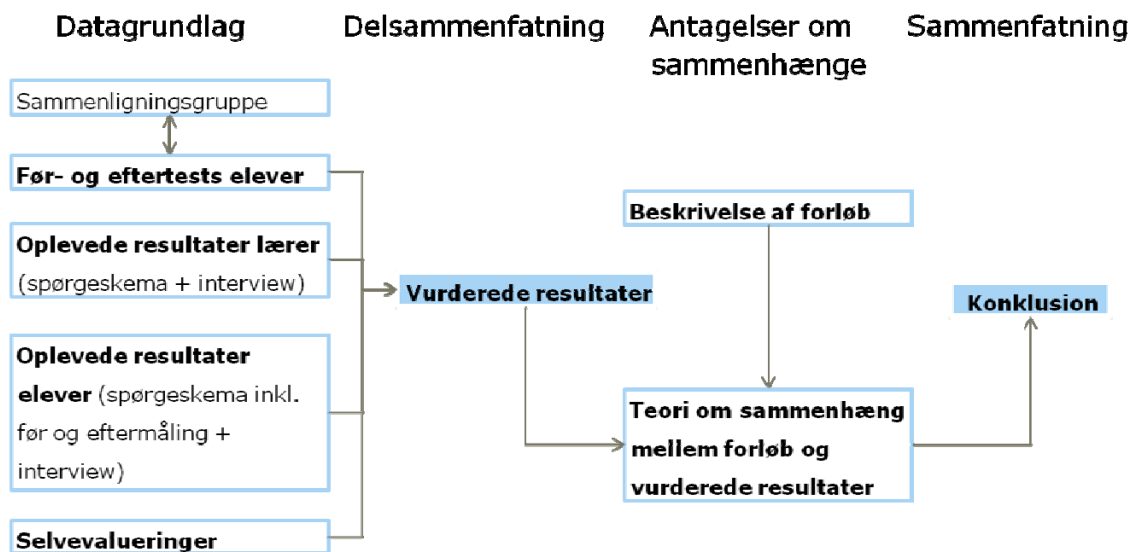 Datagrundlag
Delsammenfatning
Antagelser om
sammenhænge
Sammenfatning
Sammenligningsgruppe
Før- og eftertests elever
Oplevede resultater lærer
(spørgeskema + interview)
Oplevede resultater
elever (spørgeskema inkl.
før og eftermåling +
interview)
Selvevalueringer
Vurderede resultater
Beskrivelse af forløb
Teori om sammenhæng
mellem forløb og
vurderede resultater
Konklusion